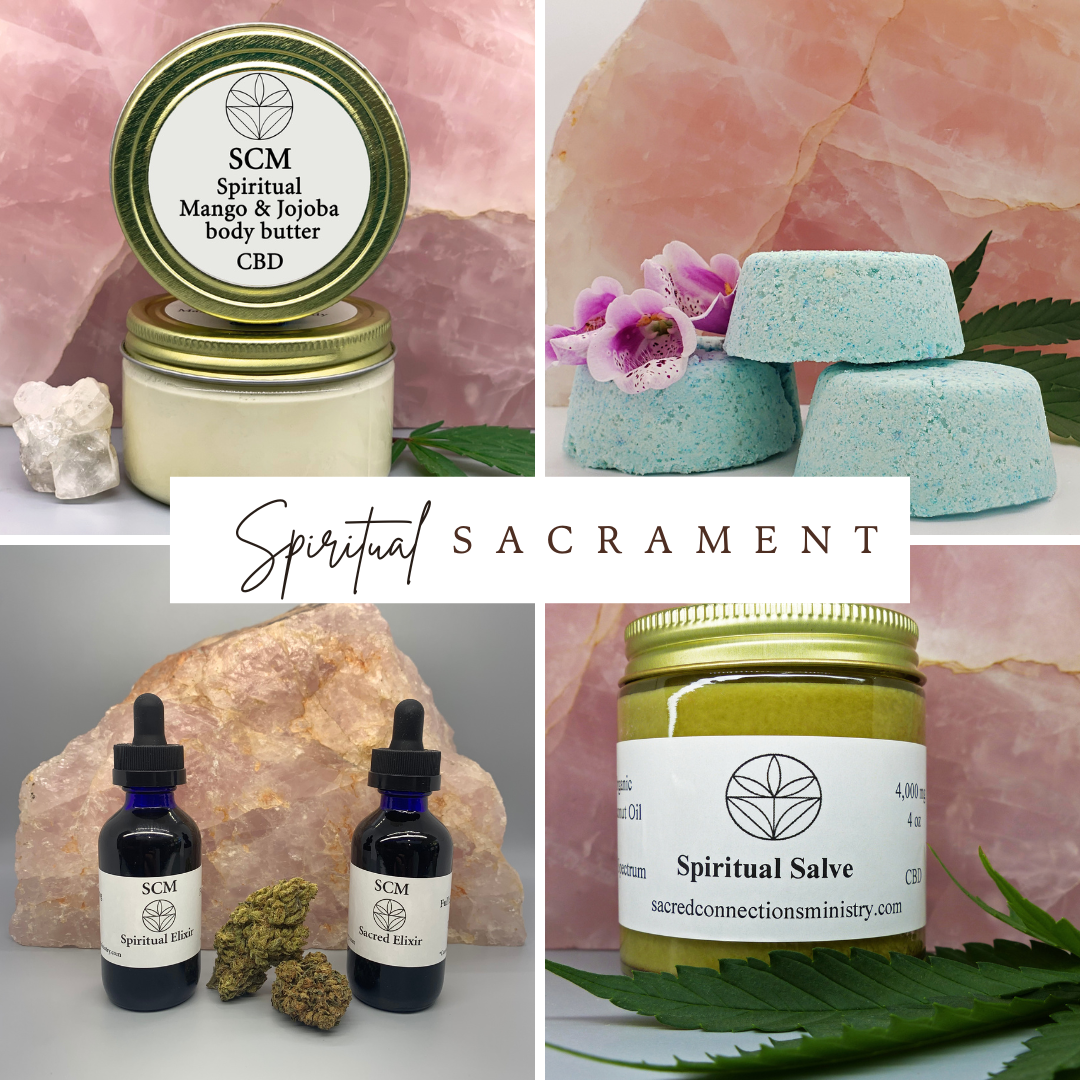 SCM
Spiritual
Mango & Jojoba
body butter
CBD
Spiritual SACRAMENT
SCM
Spiritual Elixir
SCM
Sacred Elixir
Oil
4,000
4 oz
CBD
Spiritual Salve
sacredconnectionsministry.com